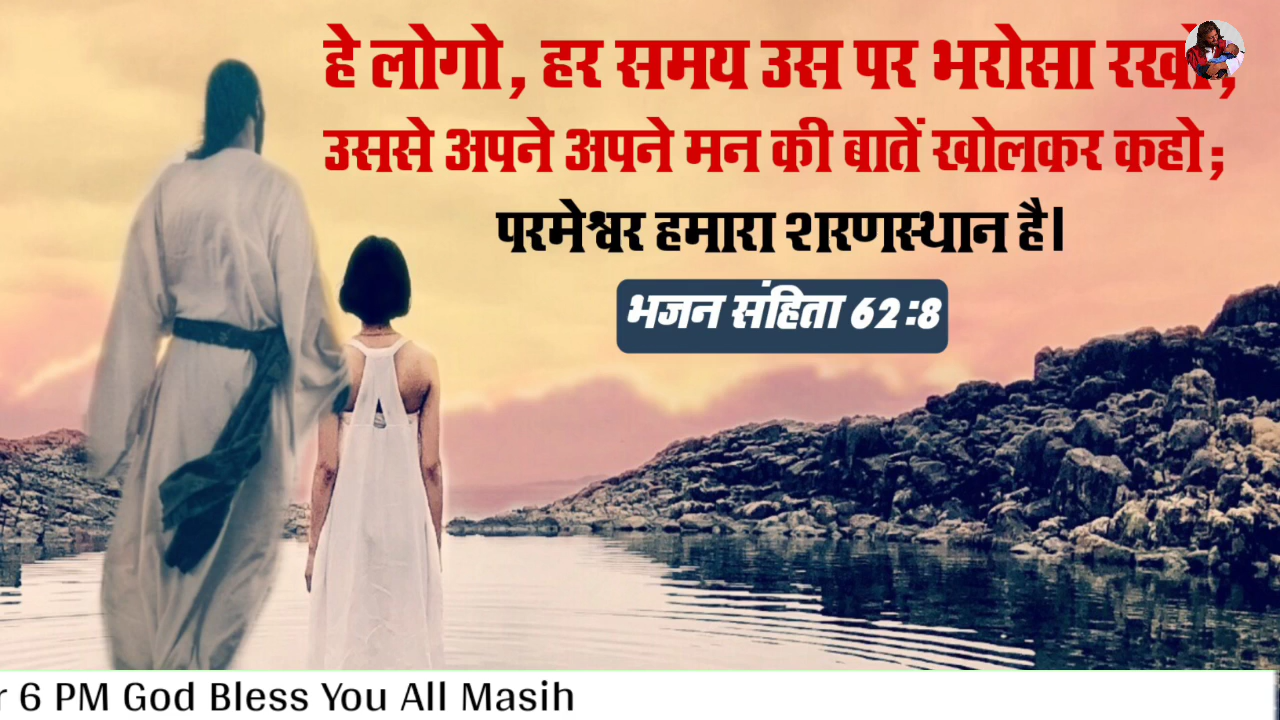 हे लोगो, हर समय उस पर भरोसा रखो,
उससे अपने अपने मन की बातें खोलकर कहो;
परमेश्वर हमारा शरणस्थान है।
भजन संहिता 62:8
6 PM God Bless You All Masih